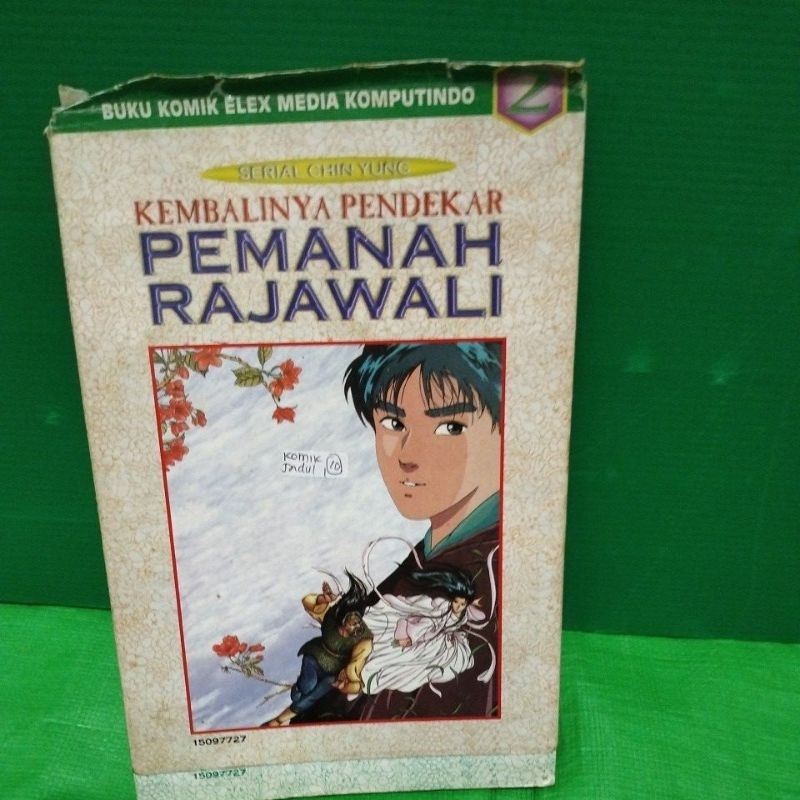 BUKU KOMIK ELEX MEDIA KOMPUTINDO
2
SERIAL CHIN YUNG
KEMBALINYA PENDEKAR
PEMANAH
RAJAWALI
Komik
Jadul 10
15097727
15097727